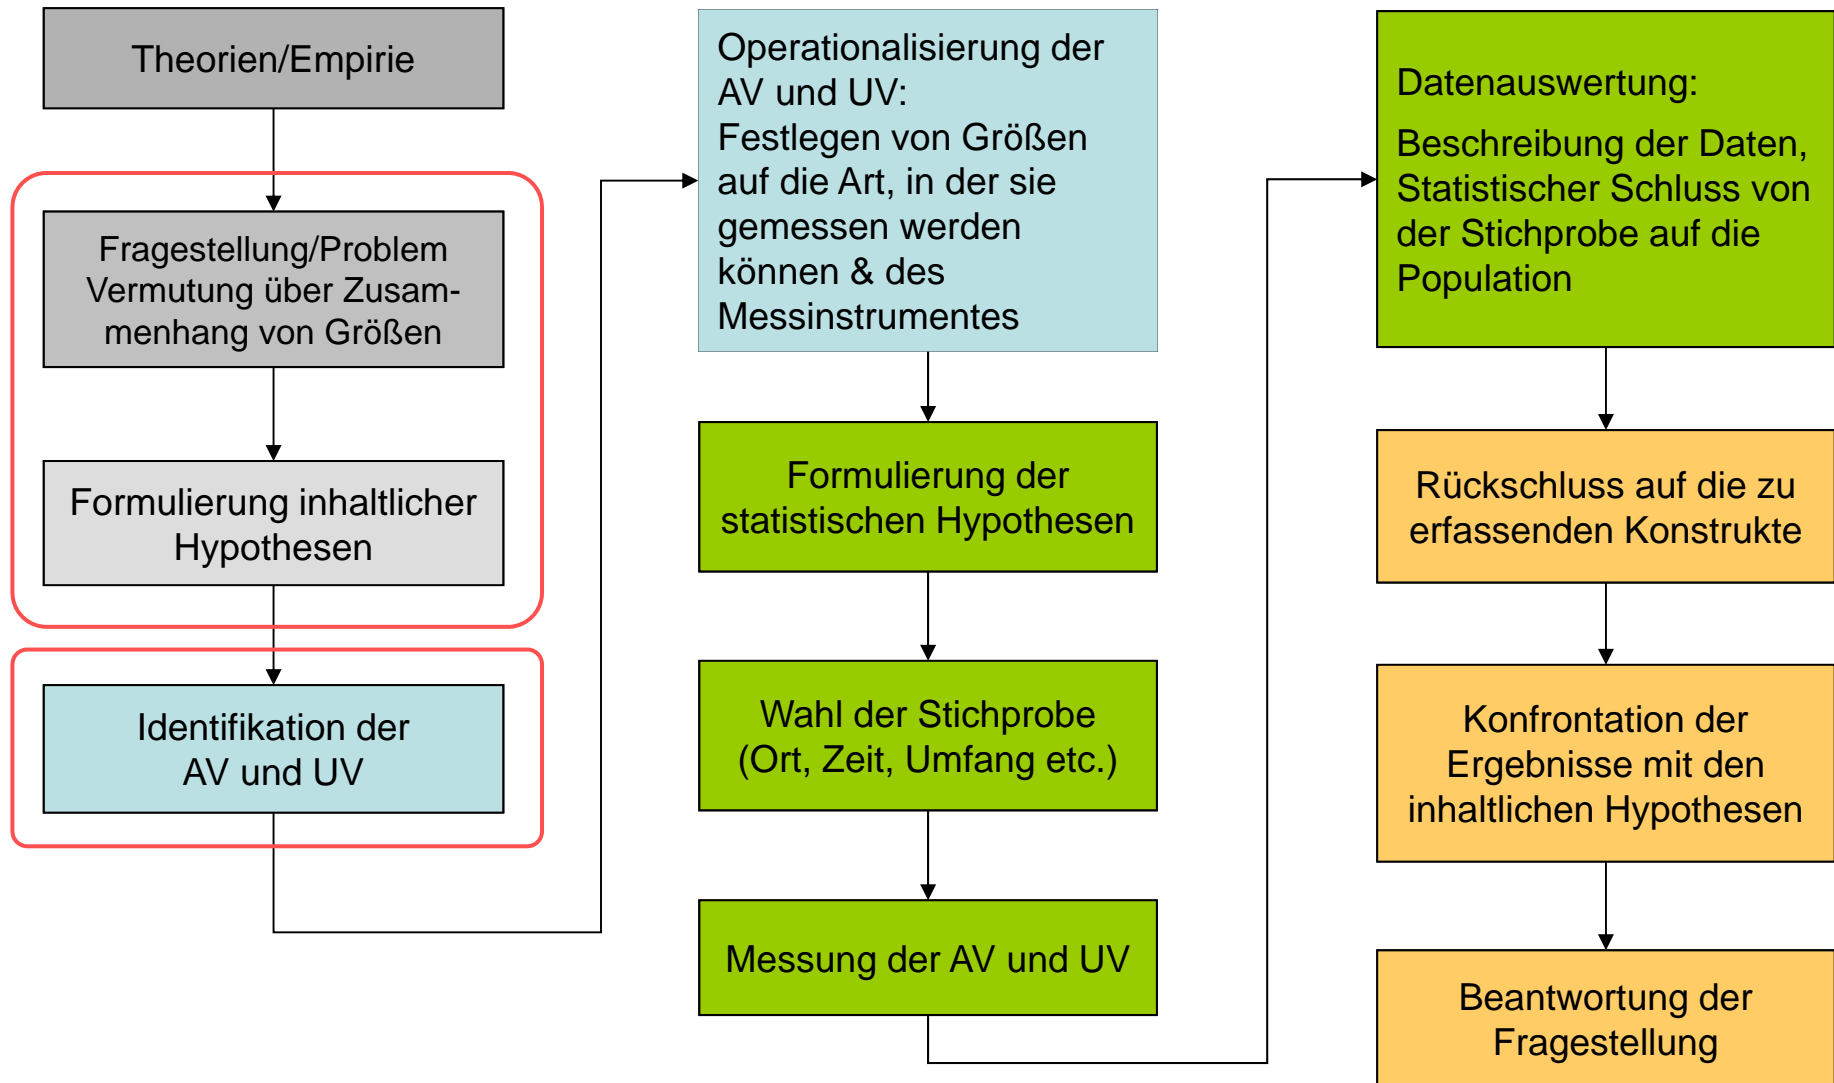 Theorien/Empirie
Fragestellung/Problem
Vermutung über Zusam-
menhang von Größen
Formulierung inhaltlicher
Hypothesen
Identifikation der
AV und UV
Operationalisierung der
AV und UV:
Festlegen von Größen
auf die Art, in der sie
gemessen werden
können & des
Messinstrumentes
Formulierung der
statistischen Hypothesen
Wahl der Stichprobe
(Ort, Zeit, Umfang etc.)
Messung der AV und UV
Datenauswertung:
Beschreibung der Daten,
Statistischer Schluss von
der Stichprobe auf die
Population
Rückschluss auf die zu
erfassenden Konstrukte
Konfrontation der
Ergebnisse mit den
inhaltlichen Hypothesen
Beantwortung der
Fragestellung